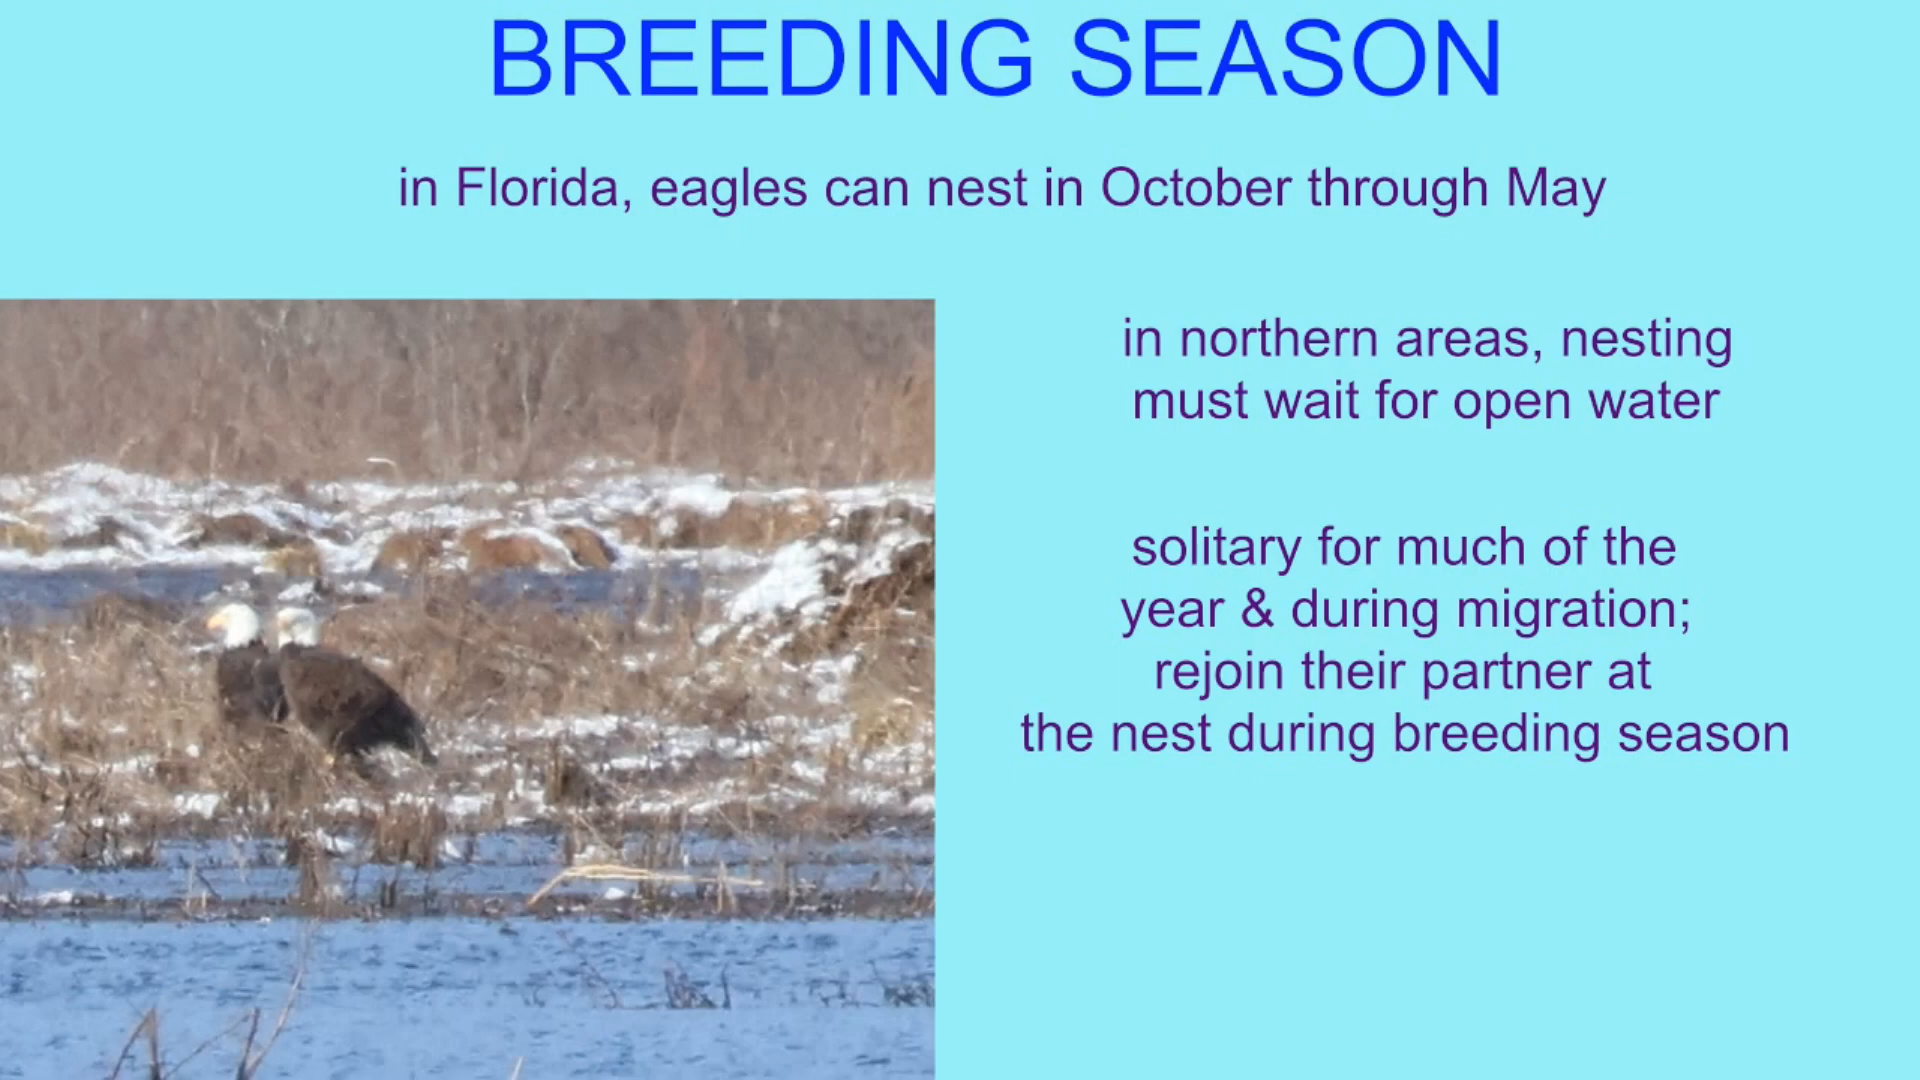 BREEDING SEASON
in Florida, eagles can nest in October through May
in northern areas, nesting
must wait for open water
solitary for much of the
year & during migration;
rejoin their partner at
the nest during breeding season